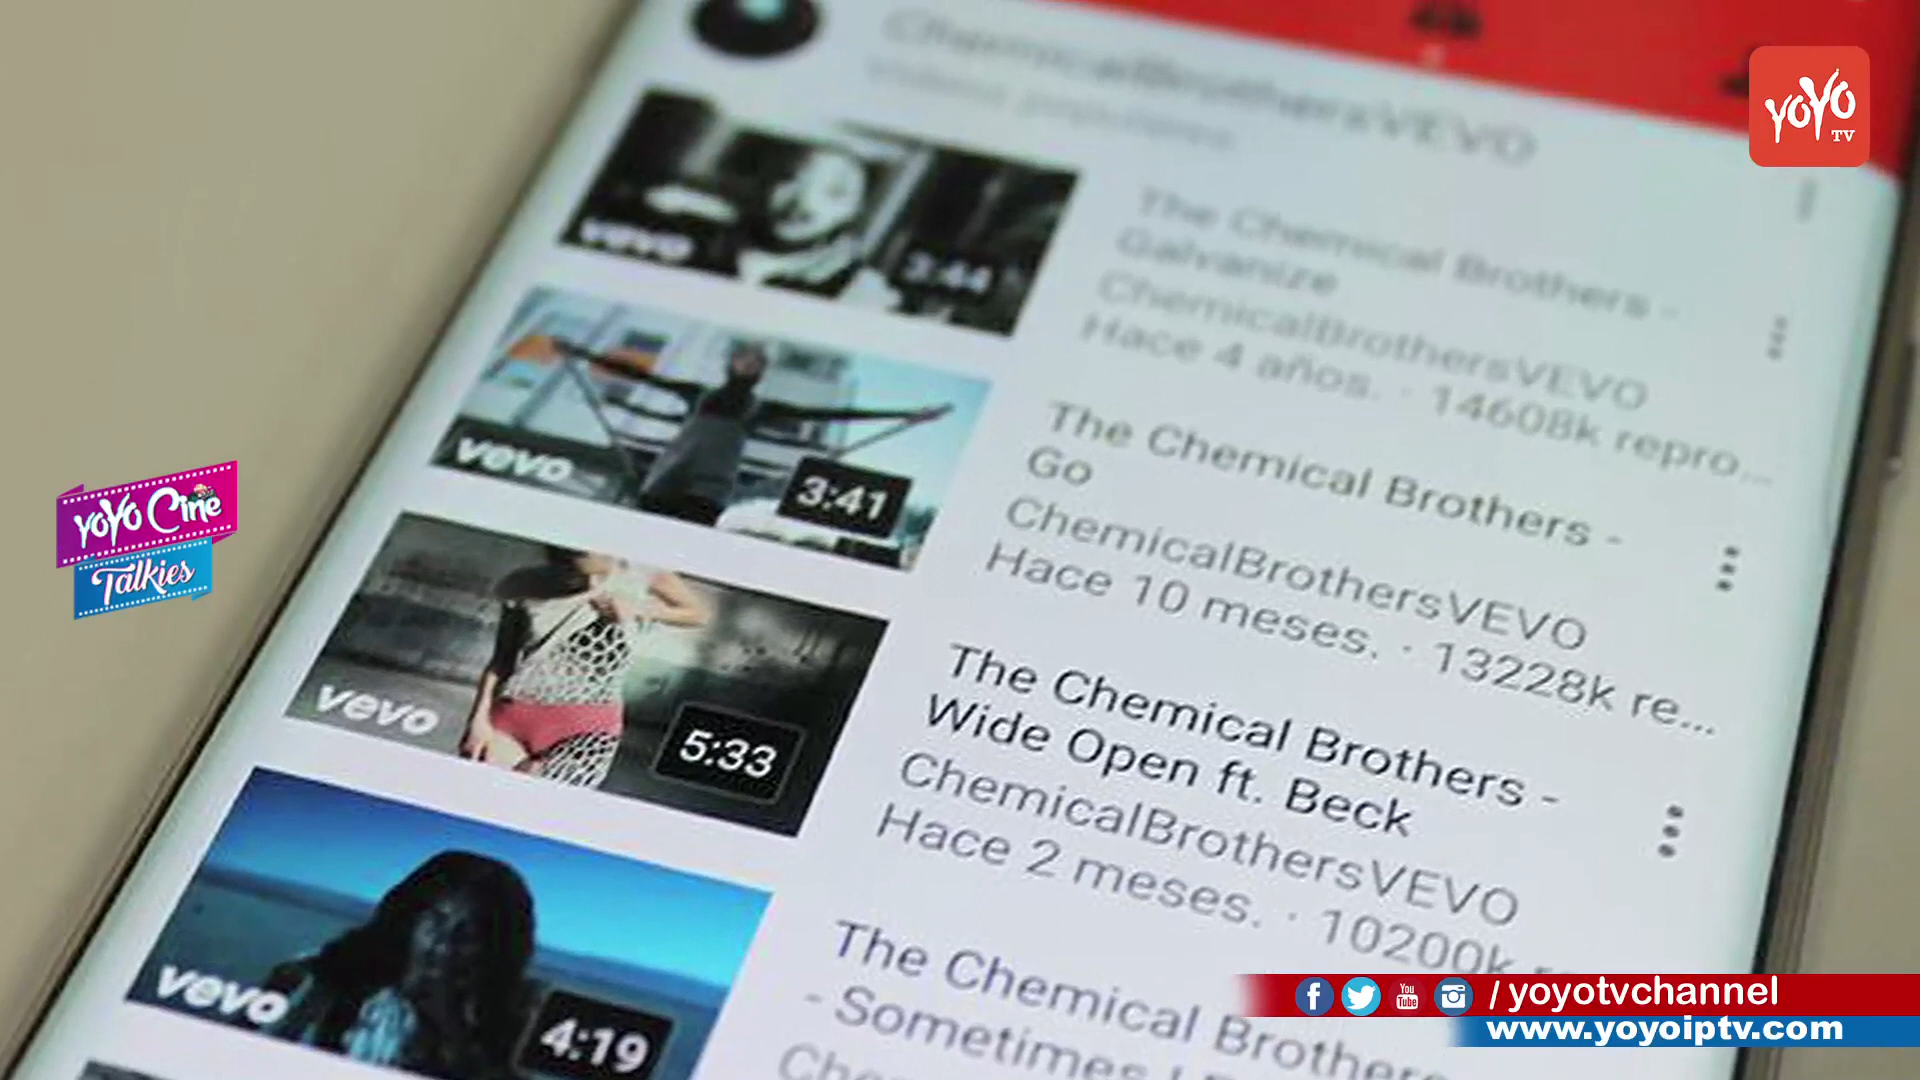 ChemicalBrothersVEVO
YOYO
TV
vevo
3:44
The Chemical Brothers -
Galvanize
ChemicalBrothersVEVO
Hace 4 años. · 14608k repro...
vevo
3:41
The Chemical Brothers -
Go
ChemicalBrothersVEVO
Hace 10 meses. · 13228k re...
YOYO Cine
Talkies
vevo
5:33
The Chemical Brothers -
Wide Open ft. Beck
ChemicalBrothersVEVO
Hace 2 meses. · 10200k
vevo
4:19
The Chemical Brothers
- Sometimes I
You
Tube
/ yoyotvchannel
www.yoyoiptv.com